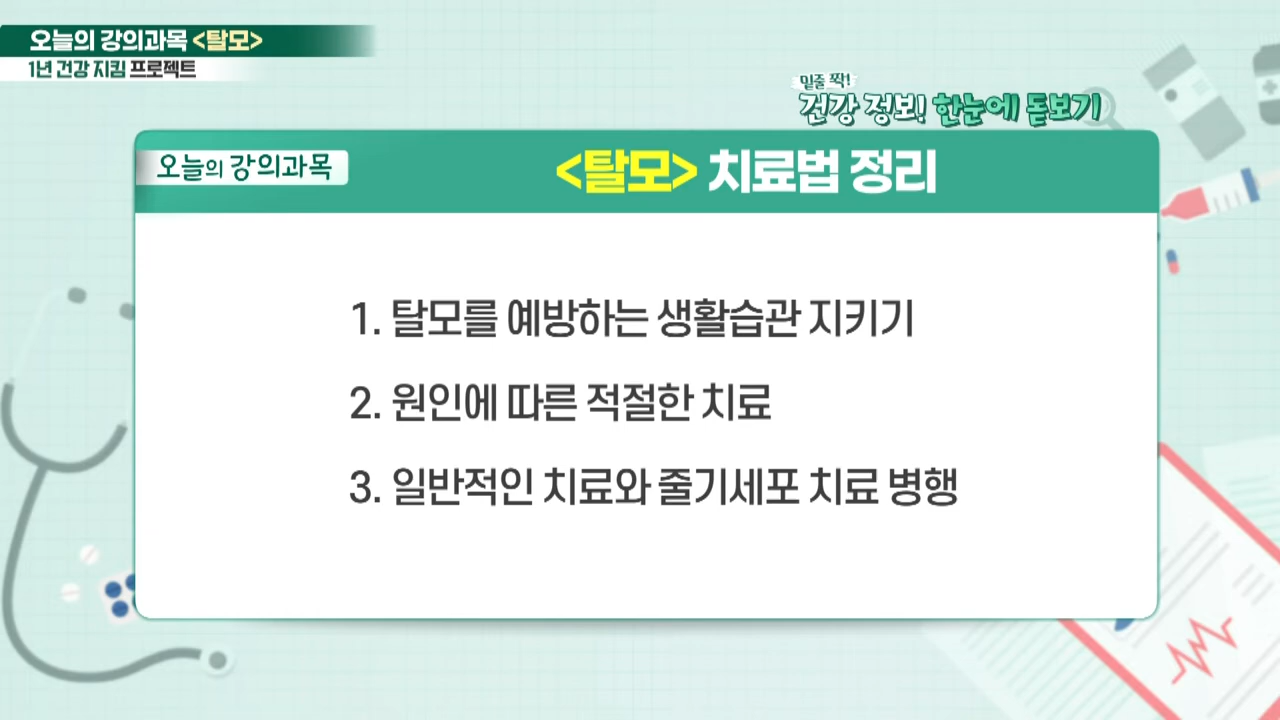 오늘의 강의과목 <탈모>
1년 건강 지킴 프로젝트
밑줄 쫙!
건강 정보! 한눈에 돋보기
오늘의 강의과목
<탈모> 치료법 정리
1. 탈모를 예방하는 생활습관 지키기
2. 원인에 따른 적절한 치료
3. 일반적인 치료와 줄기세포 치료 병행